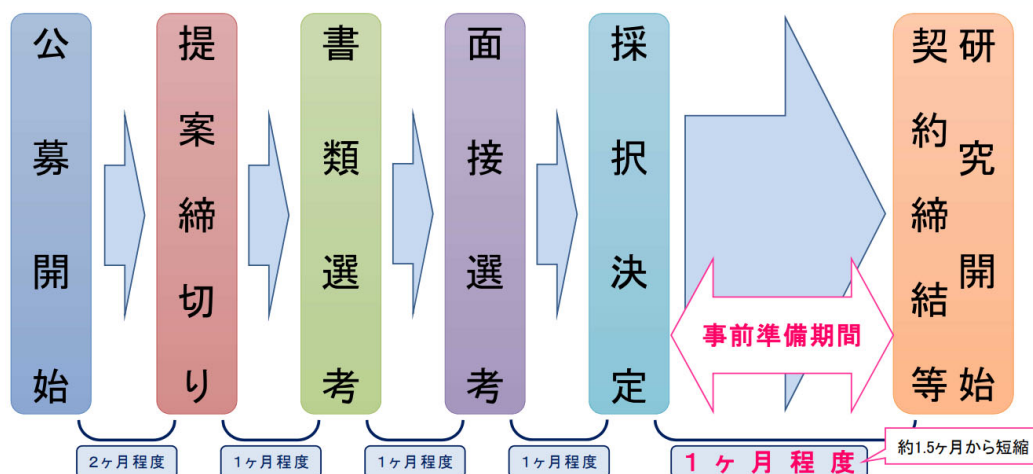 公募開始
提案締切り
書類選考
面接選考
採択決定
事前準備期間
研究開始
契約締結等
2ヶ月程度
1ヶ月程度
1ヶ月程度
1ヶ月程度
1ヶ月程度
約1.5ヶ月から短縮